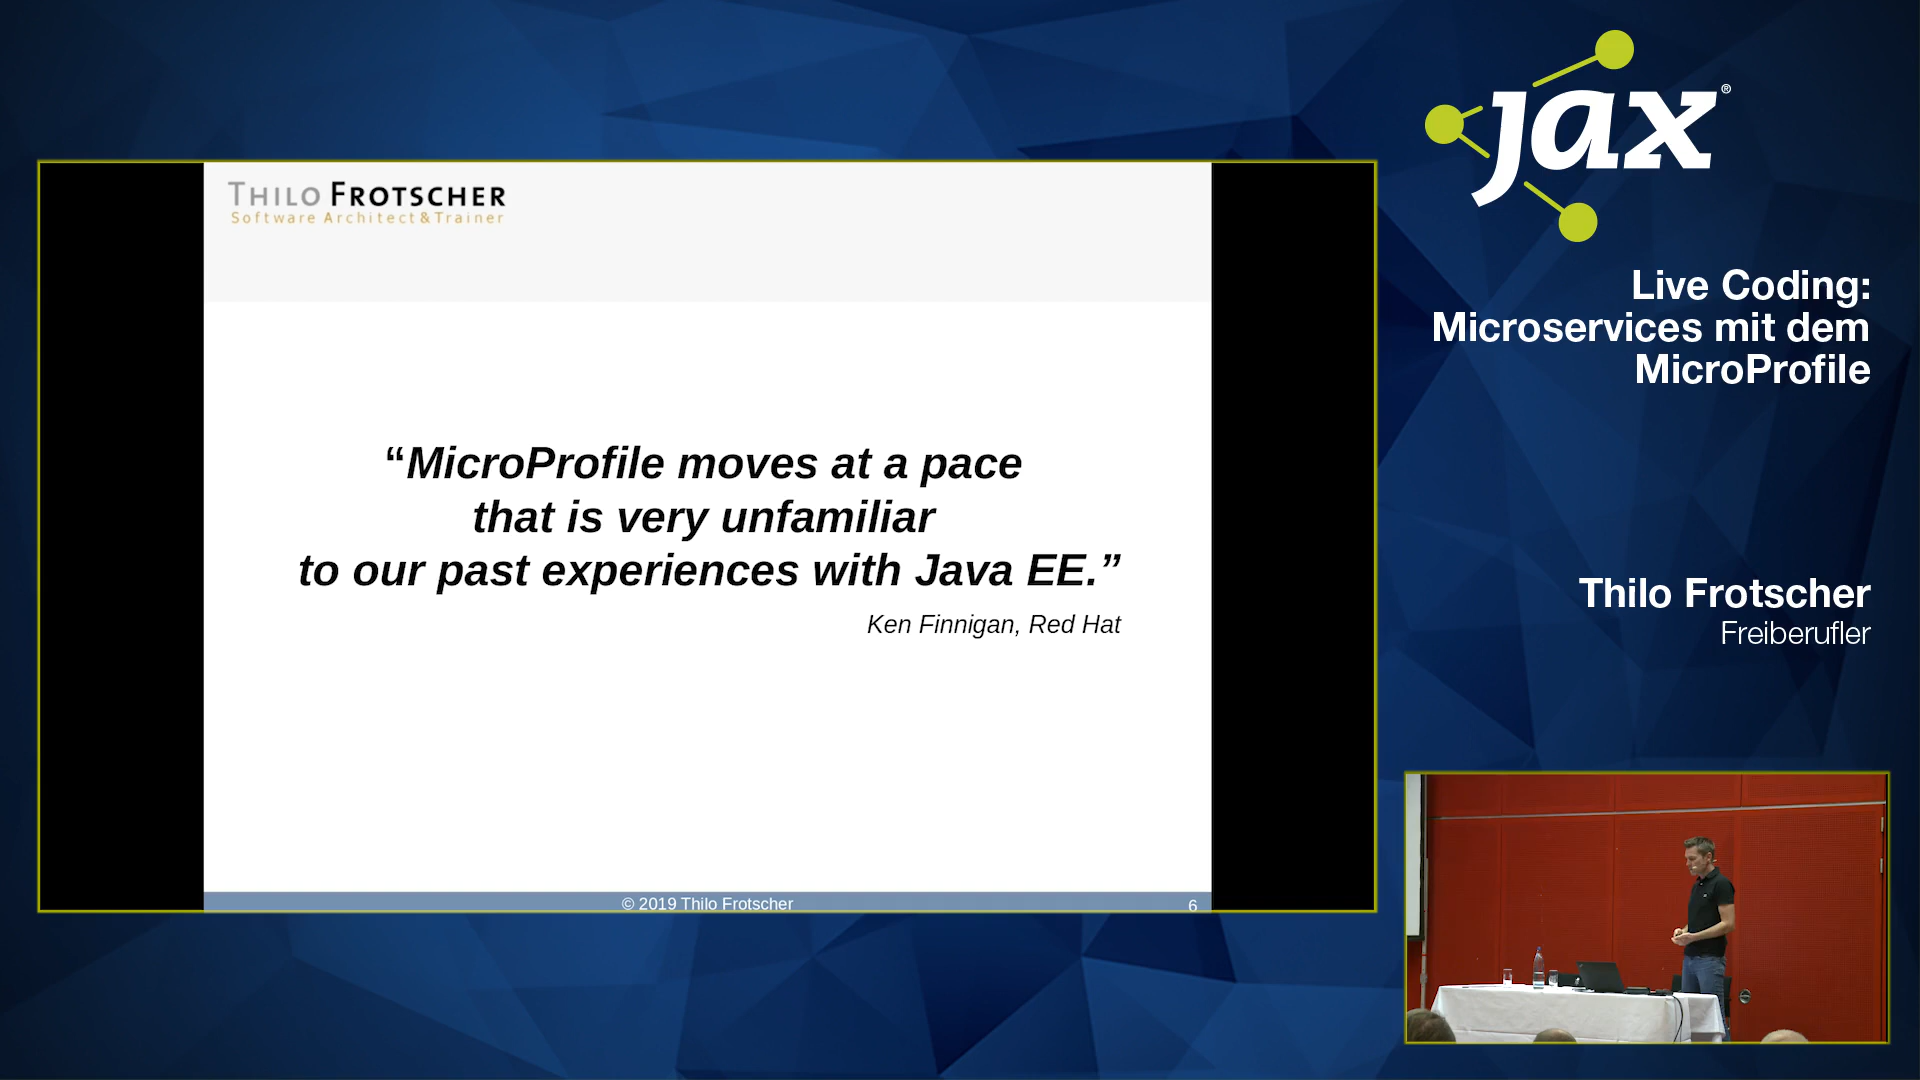 THILO FROTSCHER
Software Architect & Trainer
“MicroProfile moves at a pace
that is very unfamiliar
to our past experiences with Java EE.”
Ken Finnigan, Red Hat
© 2019 Thilo Frotscher
6
jax®
Live Coding:
Microservices mit dem
MicroProfile
Thilo Frotscher
Freiberufler